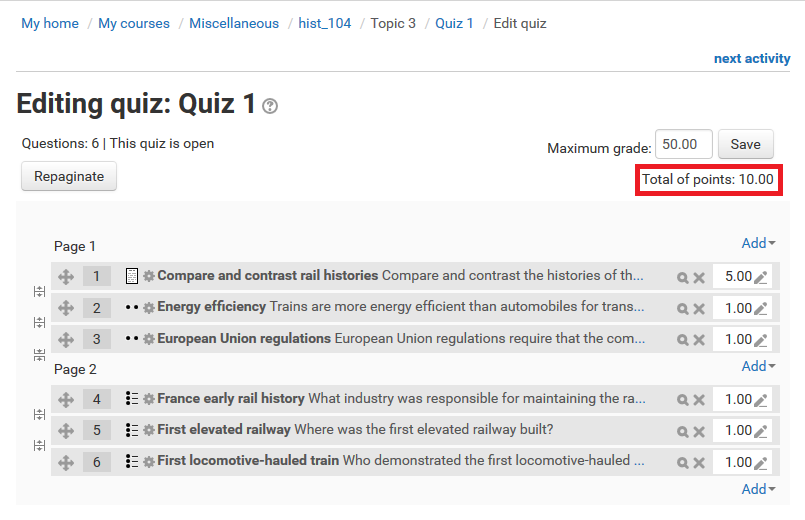 My home / My courses / Miscellaneous / hist_104 / Topic 3 / Quiz 1 / Edit quiz
next activity
Editing quiz: Quiz 1 ?
Questions: 6 | This quiz is open
Maximum grade: 50.00 Save
Repaginate
Total of points: 10.00
Page 1
Add
1 Compare and contrast rail histories Compare and contrast the histories of th... 5.00
2 Energy efficiency Trains are more energy efficient than automobiles for trans... 1.00
3 European Union regulations European Union regulations require that the com... 1.00
Page 2
Add
4 France early rail history What industry was responsible for maintaining the ra... 1.00
5 First elevated railway Where was the first elevated railway built? 1.00
6 First locomotive-hauled train Who demonstrated the first locomotive-hauled ... 1.00
Add